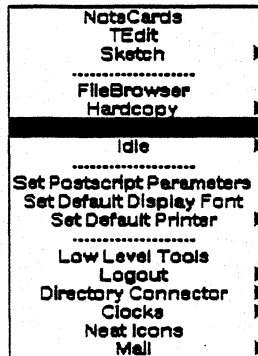 NoteCards
TEdit
Sketch
--------------------
FileBrowser
Hardcopy
Idle
--------------------
Set Postscript Parameters
Set Default Display Font
Set Default Printer
--------------------
Low Level Tools
Logout
Directory Connector
Clocks
Neat Icons
Mail